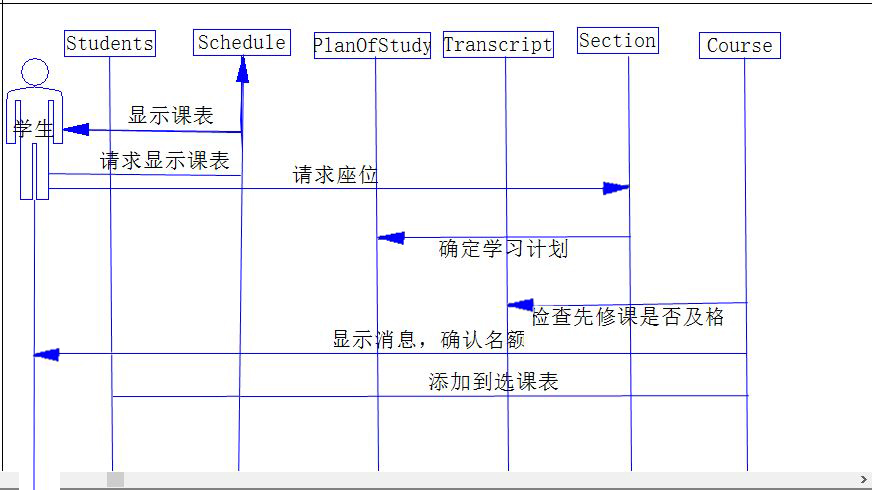 Students
Schedule
PlanOfStudy
Transcript
Section
Course
学生
显示课表
请求显示课表
请求座位
确定学习计划
检查先修课是否及格
显示消息，确认名额
添加到选课表